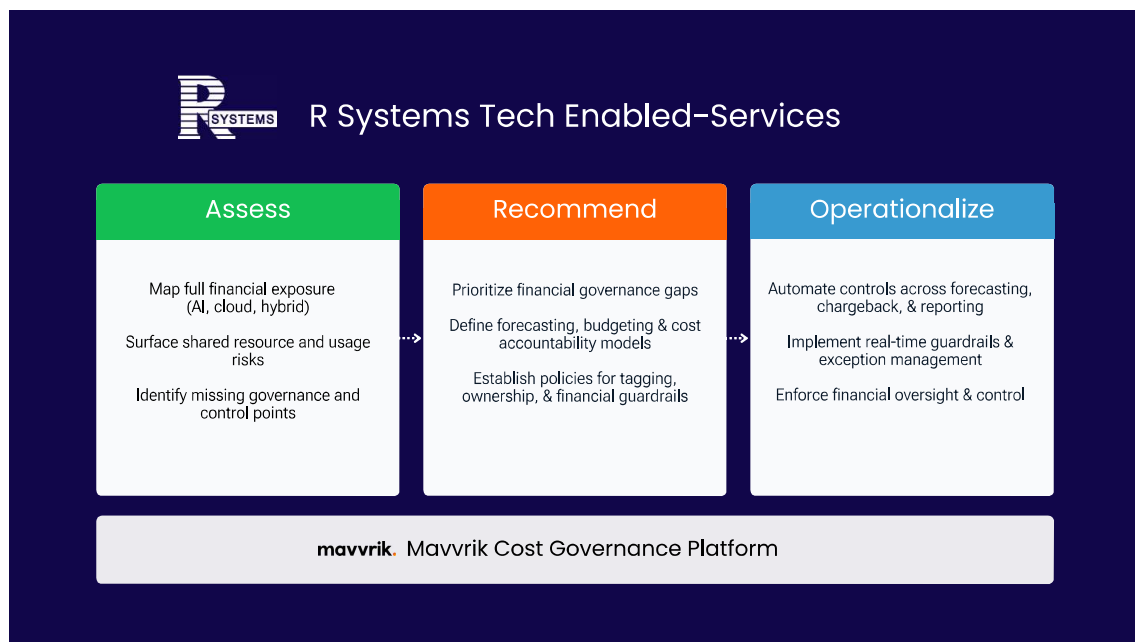 R SYSTEMS
R Systems Tech Enabled-Services
Assess
Map full financial exposure
(AI, cloud, hybrid)
Surface shared resource and usage
risks
Identify missing governance and
control points
Recommend
Prioritize financial governance gaps
Define forecasting, budgeting & cost
accountability models
Establish policies for tagging,
ownership, & financial guardrails
Operationalize
Automate controls across forecasting,
chargeback, & reporting
Implement real-time guardrails &
exception management
Enforce financial oversight & control
mavvrik. Mavvrik Cost Governance Platform